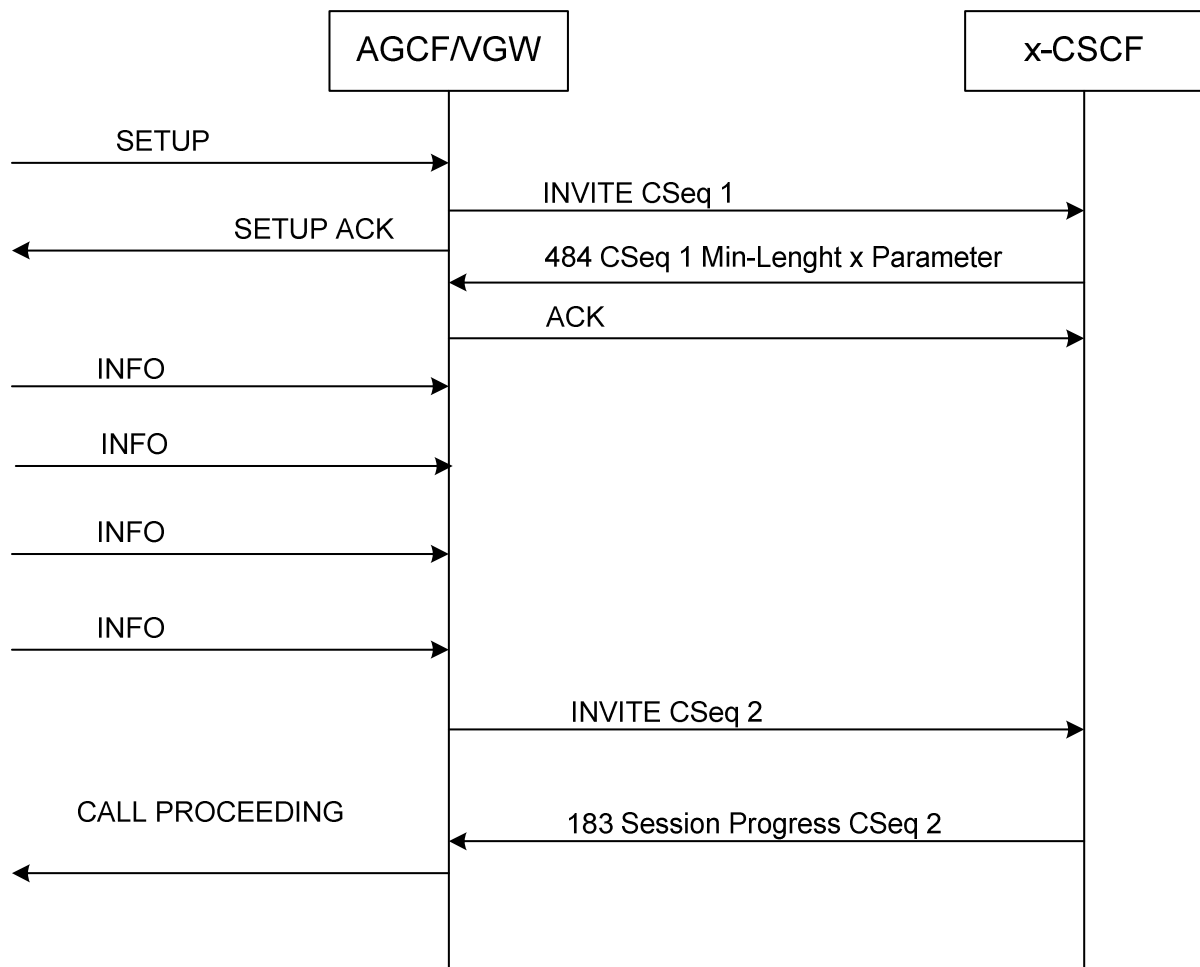 AGCF/VGW
x-CSCF
SETUP
INVITE CSeq 1
SETUP ACK
484 CSeq 1 Min-Lenght x Parameter
ACK
INFO
INFO
INFO
INFO
INVITE CSeq 2
CALL PROCEEDING
183 Session Progress CSeq 2